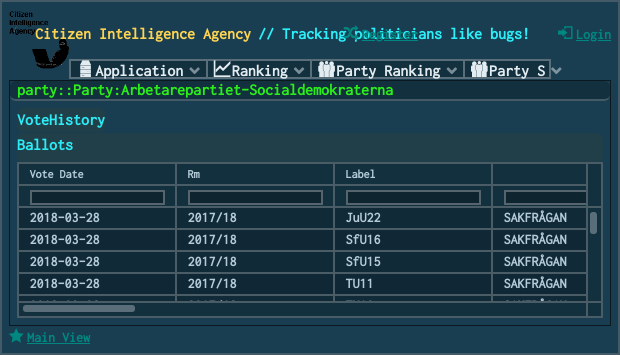 Citizen
Intelligence
Agency
Citizen Intelligence Agency // Tracking politicians like bugs!
Register
Login
Application
Ranking
Party Ranking
Party S
party::Party:Arbetarepartiet-Socialdemokraterna
VoteHistory
Ballots
Vote Date Rm Label
2018-03-28 2017/18 JuU22 SAKFRÅGAN
2018-03-28 2017/18 SfU16 SAKFRÅGAN
2018-03-28 2017/18 SfU15 SAKFRÅGAN
2018-03-28 2017/18 TU11 SAKFRÅGAN
Main View